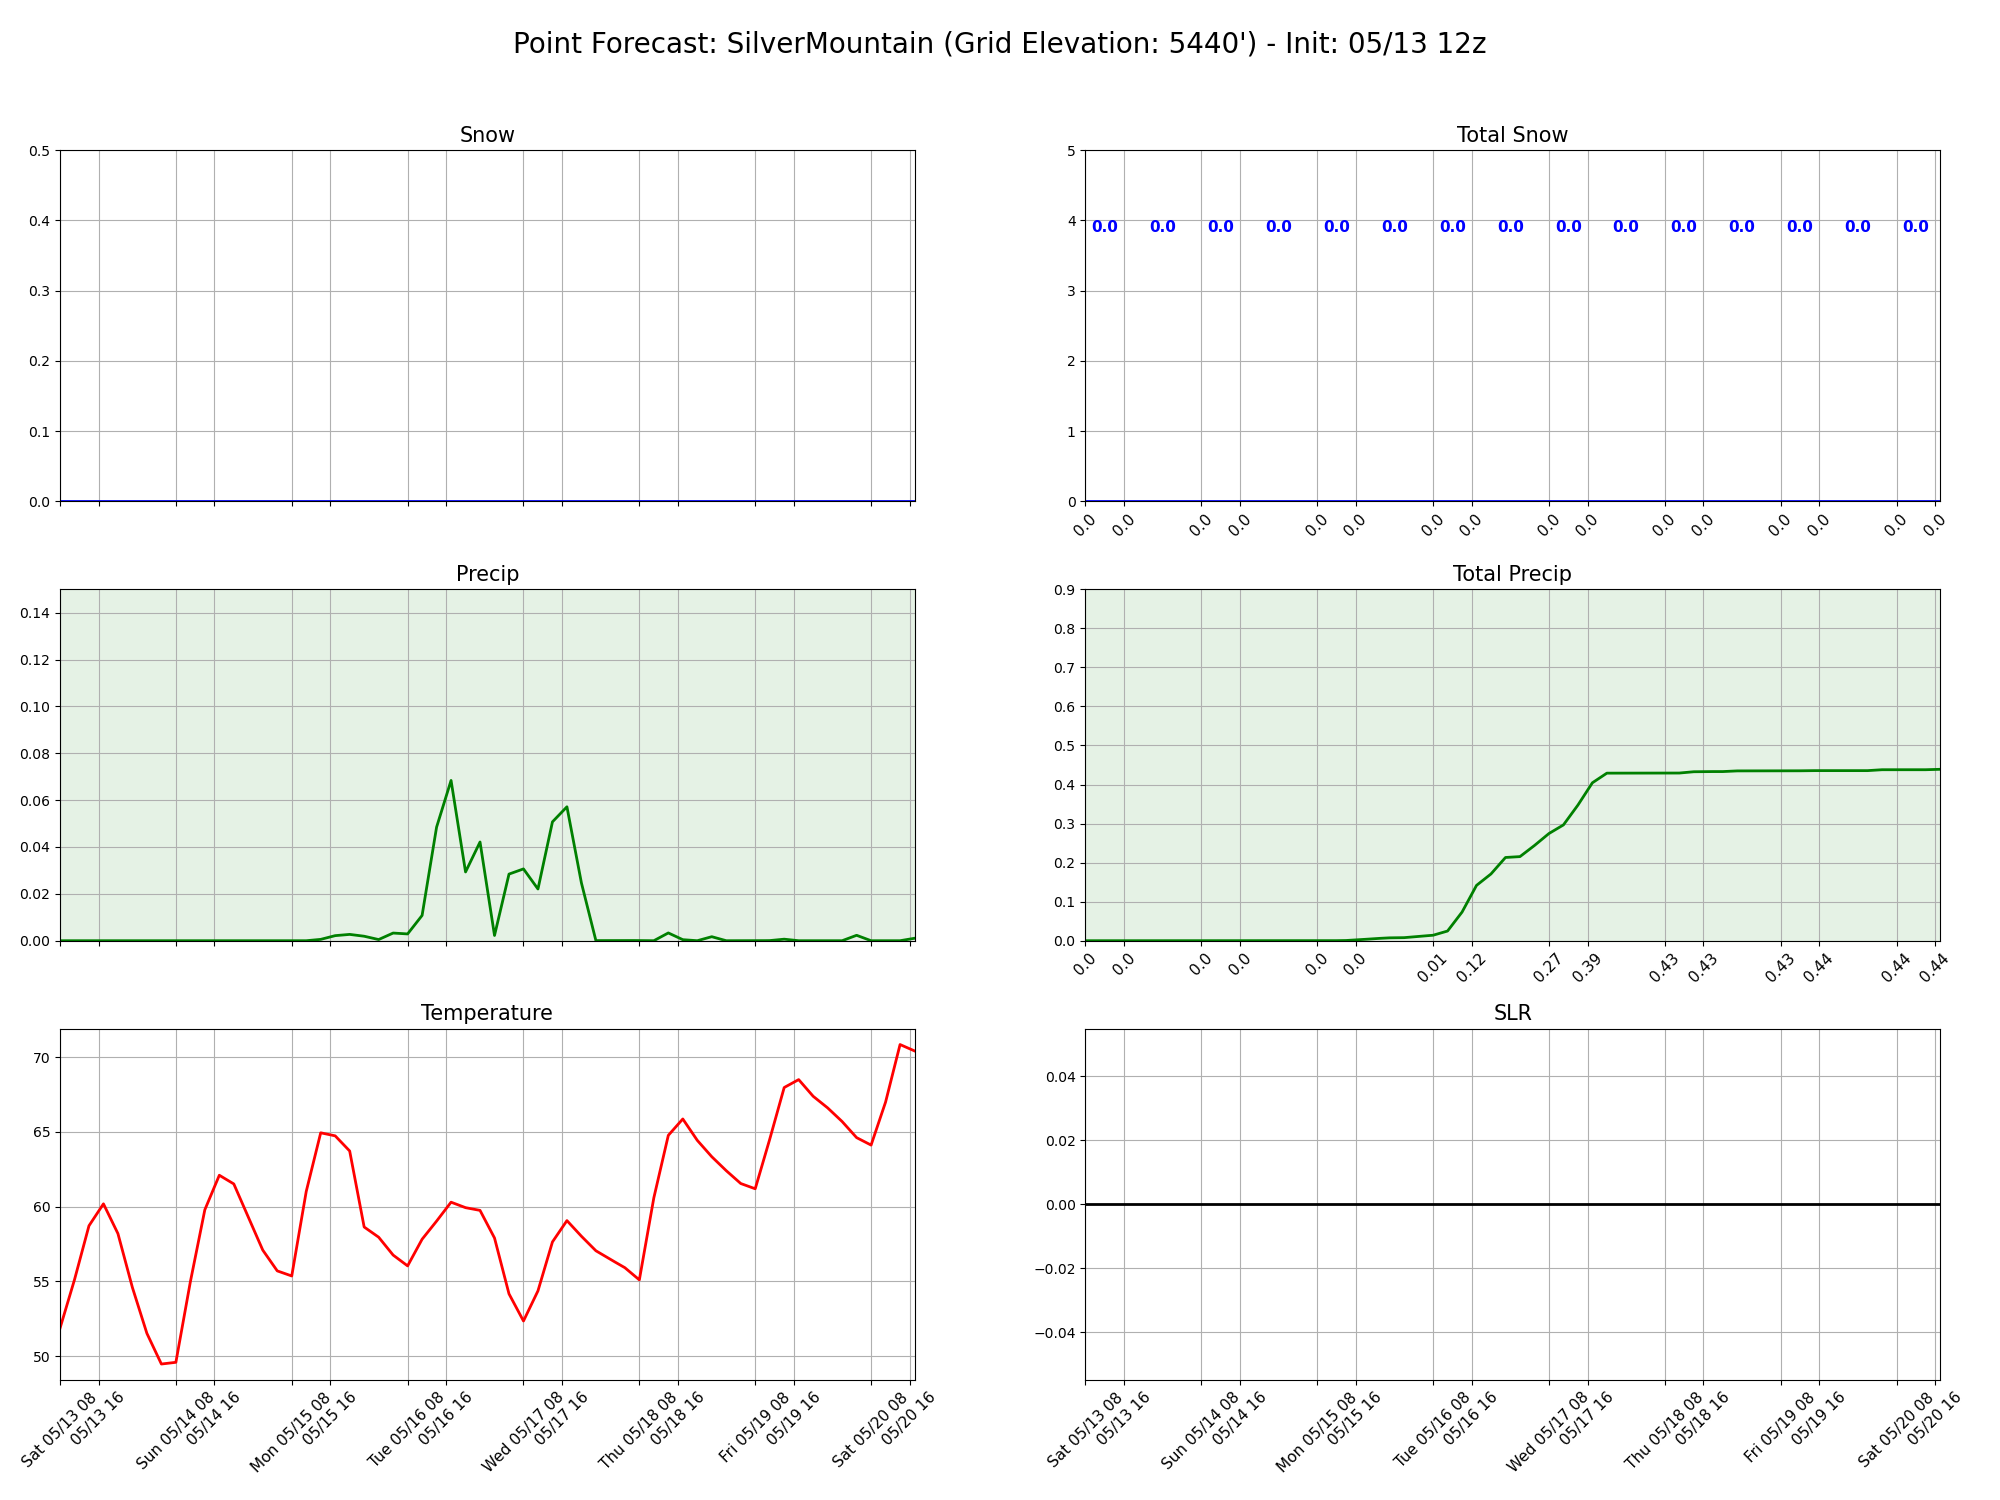 Point Forecast: SilverMountain (Grid Elevation: 5440') - Init: 05/13 12z
Snow
0.5
0.4
0.3
0.2
0.1
0.0
Total Snow
5
4
3
2
1
0
0.0 0.0 0.0 0.0 0.0 0.0 0.0 0.0 0.0 0.0 0.0 0.0 0.0 0.0 0.0
0.0 0.0 0.0 0.0 0.0 0.0 0.0 0.0 0.0 0.0 0.0 0.0 0.0 0.0 0.0 0.0
Precip
0.14
0.12
0.10
0.08
0.06
0.04
0.02
0.00
Total Precip
0.9
0.8
0.7
0.6
0.5
0.4
0.3
0.2
0.1
0.0
0.0 0.0 0.0 0.0 0.0 0.0 0.01 0.12 0.27 0.39 0.43 0.43 0.43 0.44 0.44 0.44
Temperature
70
65
60
55
50
Sat 05/13 08
05/13 16
Sun 05/14 08
05/14 16
Mon 05/15 08
05/15 16
Tue 05/16 08
05/16 16
Wed 05/17 08
05/17 16
Thu 05/18 08
05/18 16
Fri 05/19 08
05/19 16
Sat 05/20 08
05/20 16
SLR
0.04
0.02
0.00
−0.02
−0.04
Sat 05/13 08
05/13 16
Sun 05/14 08
05/14 16
Mon 05/15 08
05/15 16
Tue 05/16 08
05/16 16
Wed 05/17 08
05/17 16
Thu 05/18 08
05/18 16
Fri 05/19 08
05/19 16
Sat 05/20 08
05/20 16